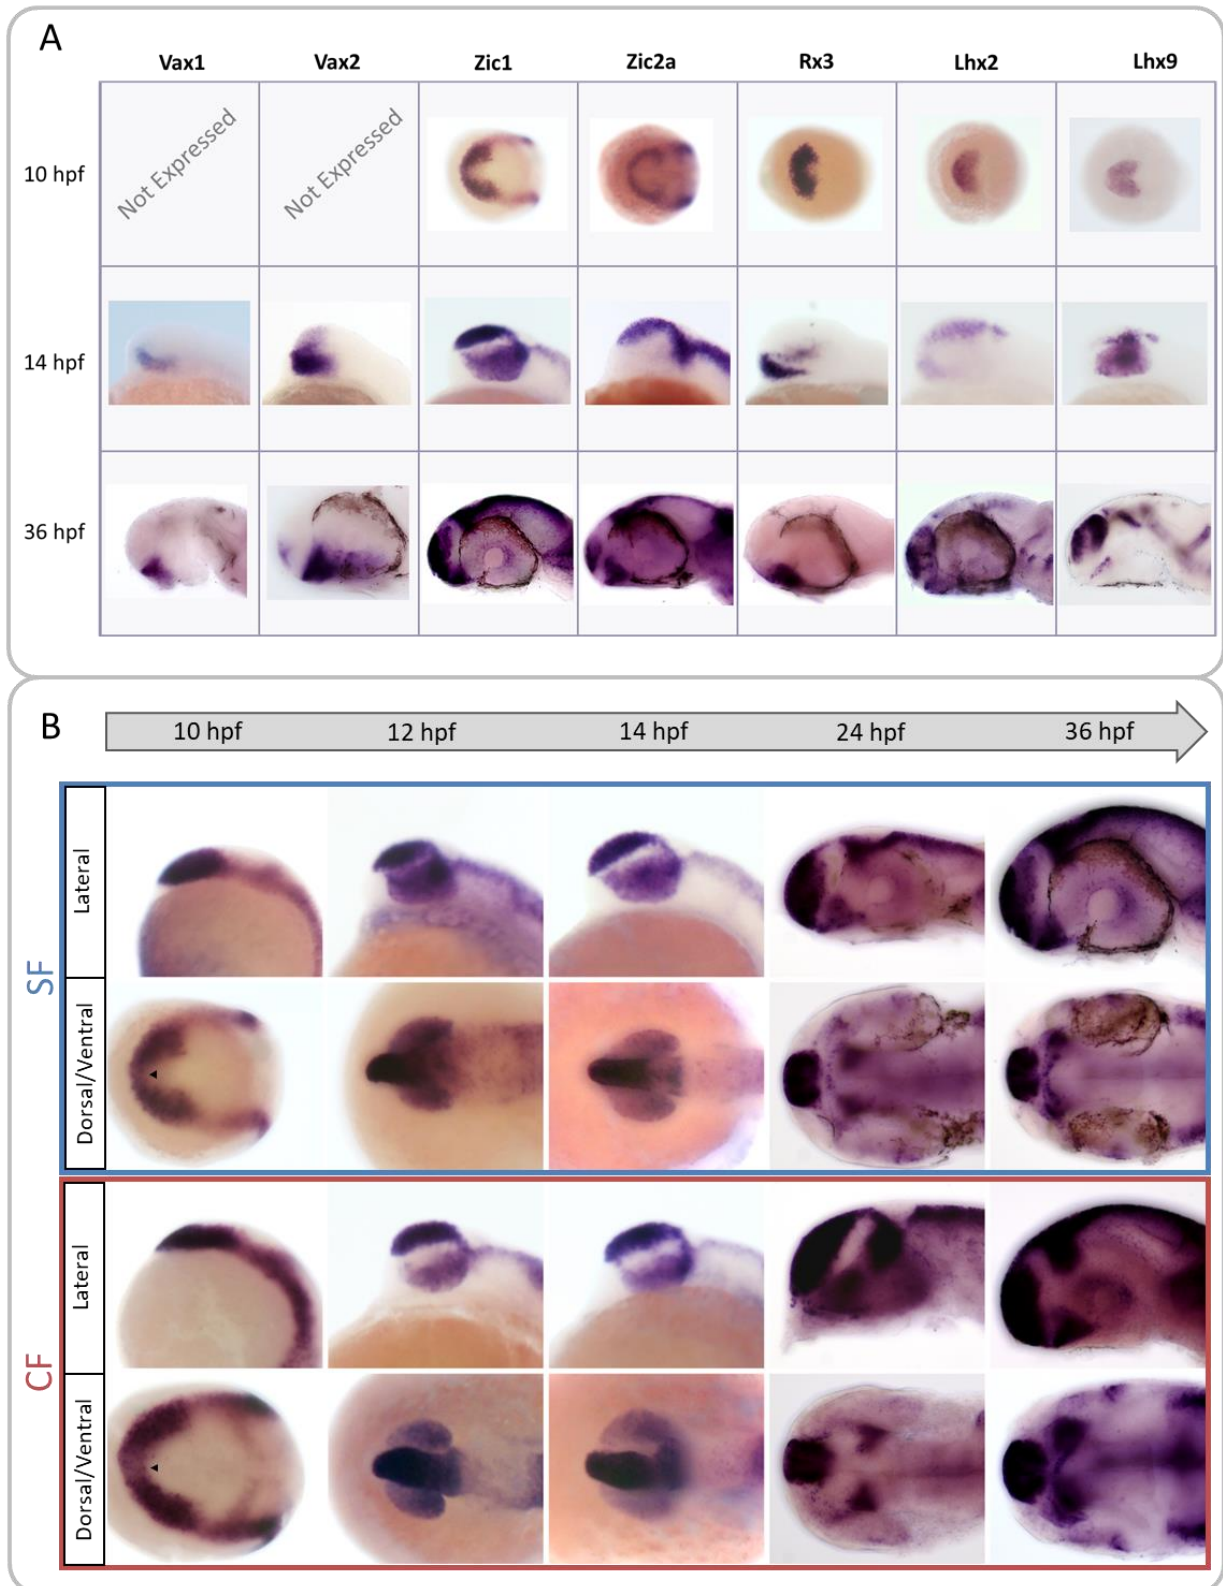 A
Vax1 Vax2 Zic1 Zic2a Rx3 Lhx2 Lhx9
10 hpf
Not Expressed
Not Expressed
14 hpf
36 hpf
B
10 hpf 12 hpf 14 hpf 24 hpf 36 hpf
SF
Lateral
Dorsal/Ventral
CF
Lateral
Dorsal/Ventral